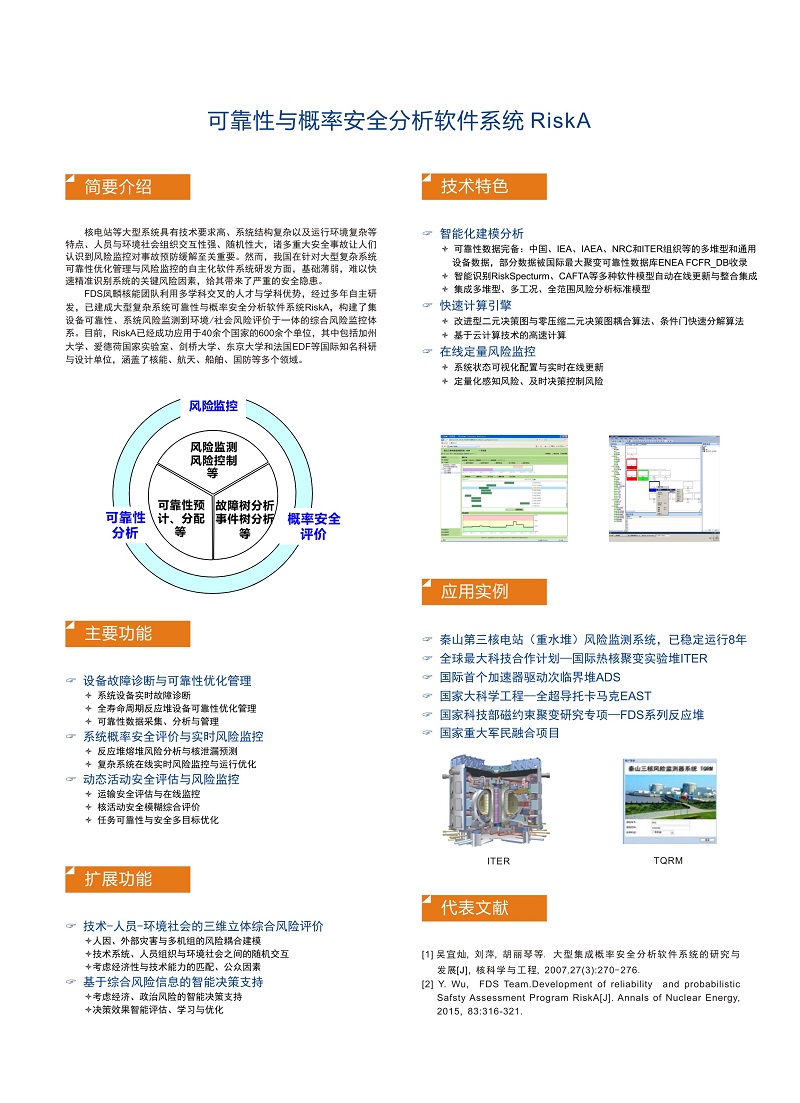 可靠性与概率安全分析软件系统 RiskA
简要介绍
核电站等大型系统具有技术要求高、系统结构复杂以及运行环境复杂等
特点、人员与环境社会组织交互性强、随机性大，诸多重大安全事故让人们
认识到风险监控对事故预防缓解至关重要。然而，我国在针对大型复杂系统
可靠性优化管理与风险监控的自主化软件系统研发方面，基础薄弱，难以快
速精准识别系统的关键风险因素，给其带来了严重的安全隐患。
FDS凤麟核能团队利用多学科交叉的人才与学科优势，经过多年自主研
发，已建成大型复杂系统可靠性与概率安全分析软件系统RiskA，构建了集
设备可靠性、系统风险监测到环境/社会风险评价于一体的综合风险监控体
系。目前，RiskA已经成功应用于40余个国家的600余个单位，其中包括加州
大学、爱德荷国家实验室、剑桥大学、东京大学和法国EDF等国际知名科研
与设计单位，涵盖了核能、航天、船舶、国防等多个领域。
风险监控
风险监测
风险控制
等
可靠性预
计、分配
等
故障树分析
事件树分析
等
可靠性
分析
概率安全
评价
主要功能
设备故障诊断与可靠性优化管理
系统设备实时故障诊断
全寿命周期反应堆设备可靠性优化管理
可靠性数据采集、分析与管理
系统概率安全评价与实时风险监控
反应堆熔堆风险分析与核泄漏预测
复杂系统在线实时风险监控与运行优化
动态活动安全评估与风险监控
运输安全评估与在线监控
核活动安全模糊综合评价
任务可靠性与安全多目标优化
扩展功能
技术-人员-环境社会的三维立体综合风险评价
人因、外部灾害与多机组的风险耦合建模
技术系统、人员组织与环境社会之间的随机交互
考虑经济性与技术能力的匹配、公众因素
基于综合风险信息的智能决策支持
考虑经济、政治风险的智能决策支持
决策效果智能评估、学习与优化
技术特色
智能化建模分析
可靠性数据完备：中国、IEA、IAEA、NRC和ITER组织等的多堆型和通用
设备数据，部分数据被国际最大聚变可靠性数据库ENEA FCFR_DB收录
智能识别RiskSpecturm、CAFTA等多种软件模型自动在线更新与整合集成
集成多堆型、多工况、全范围风险分析标准模型
快速计算引擎
改进型二元决策图与零压缩二元决策图耦合算法、条件门快速分解算法
基于云计算技术的高速计算
在线定量风险监控
系统状态可视化配置与实时在线更新
定量化感知风险、及时决策控制风险
应用实例
秦山第三核电站（重水堆）风险监测系统，已稳定运行8年
全球最大科技合作计划—国际热核聚变实验堆ITER
国际首个加速器驱动次临界堆ADS
国家大科学工程—全超导托卡马克EAST
国家科技部磁约束聚变研究专项—FDS系列反应堆
国家重大军民融合项目
秦山三核风险监测器系统 TQRM
ITER
TQRM
代表文献
[1] 吴宜灿, 刘萍, 胡丽琴等. 大型集成概率安全分析软件系统的研究与
发展[J], 核科学与工程, 2007,27(3):270-276.
[2] Y. Wu, FDS Team.Development of reliability and probabilistic
Safsty Assessment Program RiskA[J]. Annals of Nuclear Energy,
2015, 83:316-321.